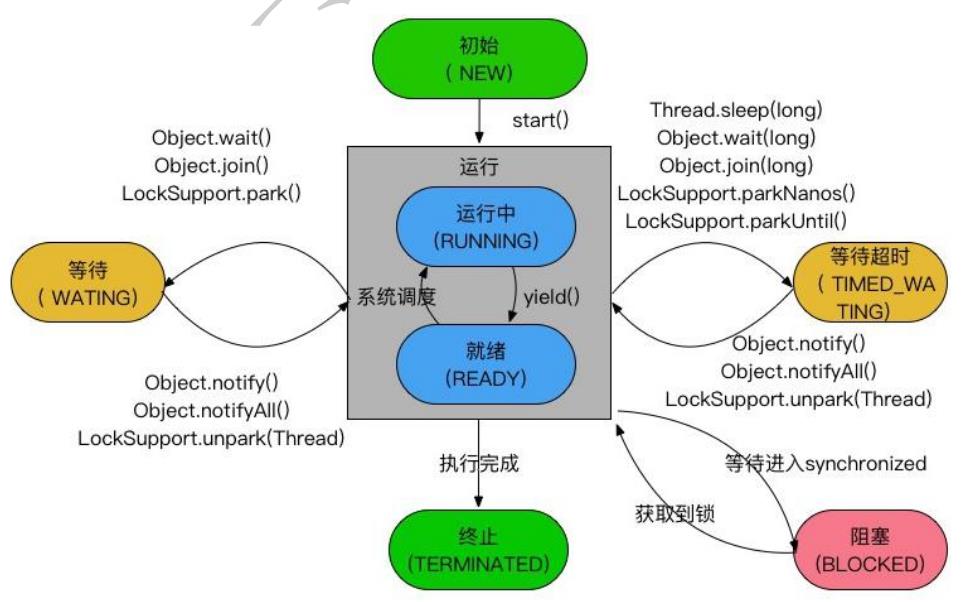 初始
( NEW)
start()
Object.wait()
Object.join()
LockSupport.park()
Thread.sleep(long)
Object.wait(long)
Object.join(long)
LockSupport.parkNanos()
LockSupport.parkUntil()
运行
运行中
(RUNNING)
等待
( WATING)
系统调度
yield()
等待超时
( TIMED_WA
TING)
就绪
(READY)
Object.notify()
Object.notifyAll()
LockSupport.unpark(Thread)
Object.notify()
Object.notifyAll()
LockSupport.unpark(Thread)
执行完成
等待进入synchronized
获取到锁
终止
(TERMINATED)
阻塞
(BLOCKED)